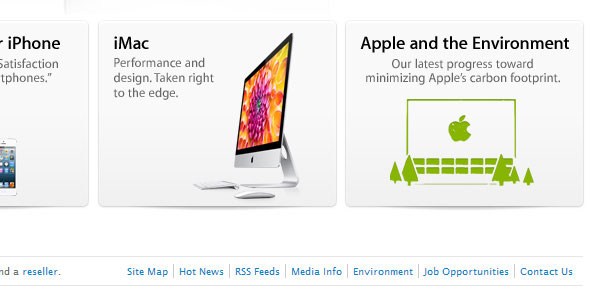 r iPhone
Satisfaction
tphones.”
iMac
Performance and
design. Taken right
to the edge.
Apple and the Environment
Our latest progress toward
minimizing Apple’s carbon footprint.
nd a reseller.
Site Map | Hot News | RSS Feeds | Media Info | Environment | Job Opportunities | Contact Us